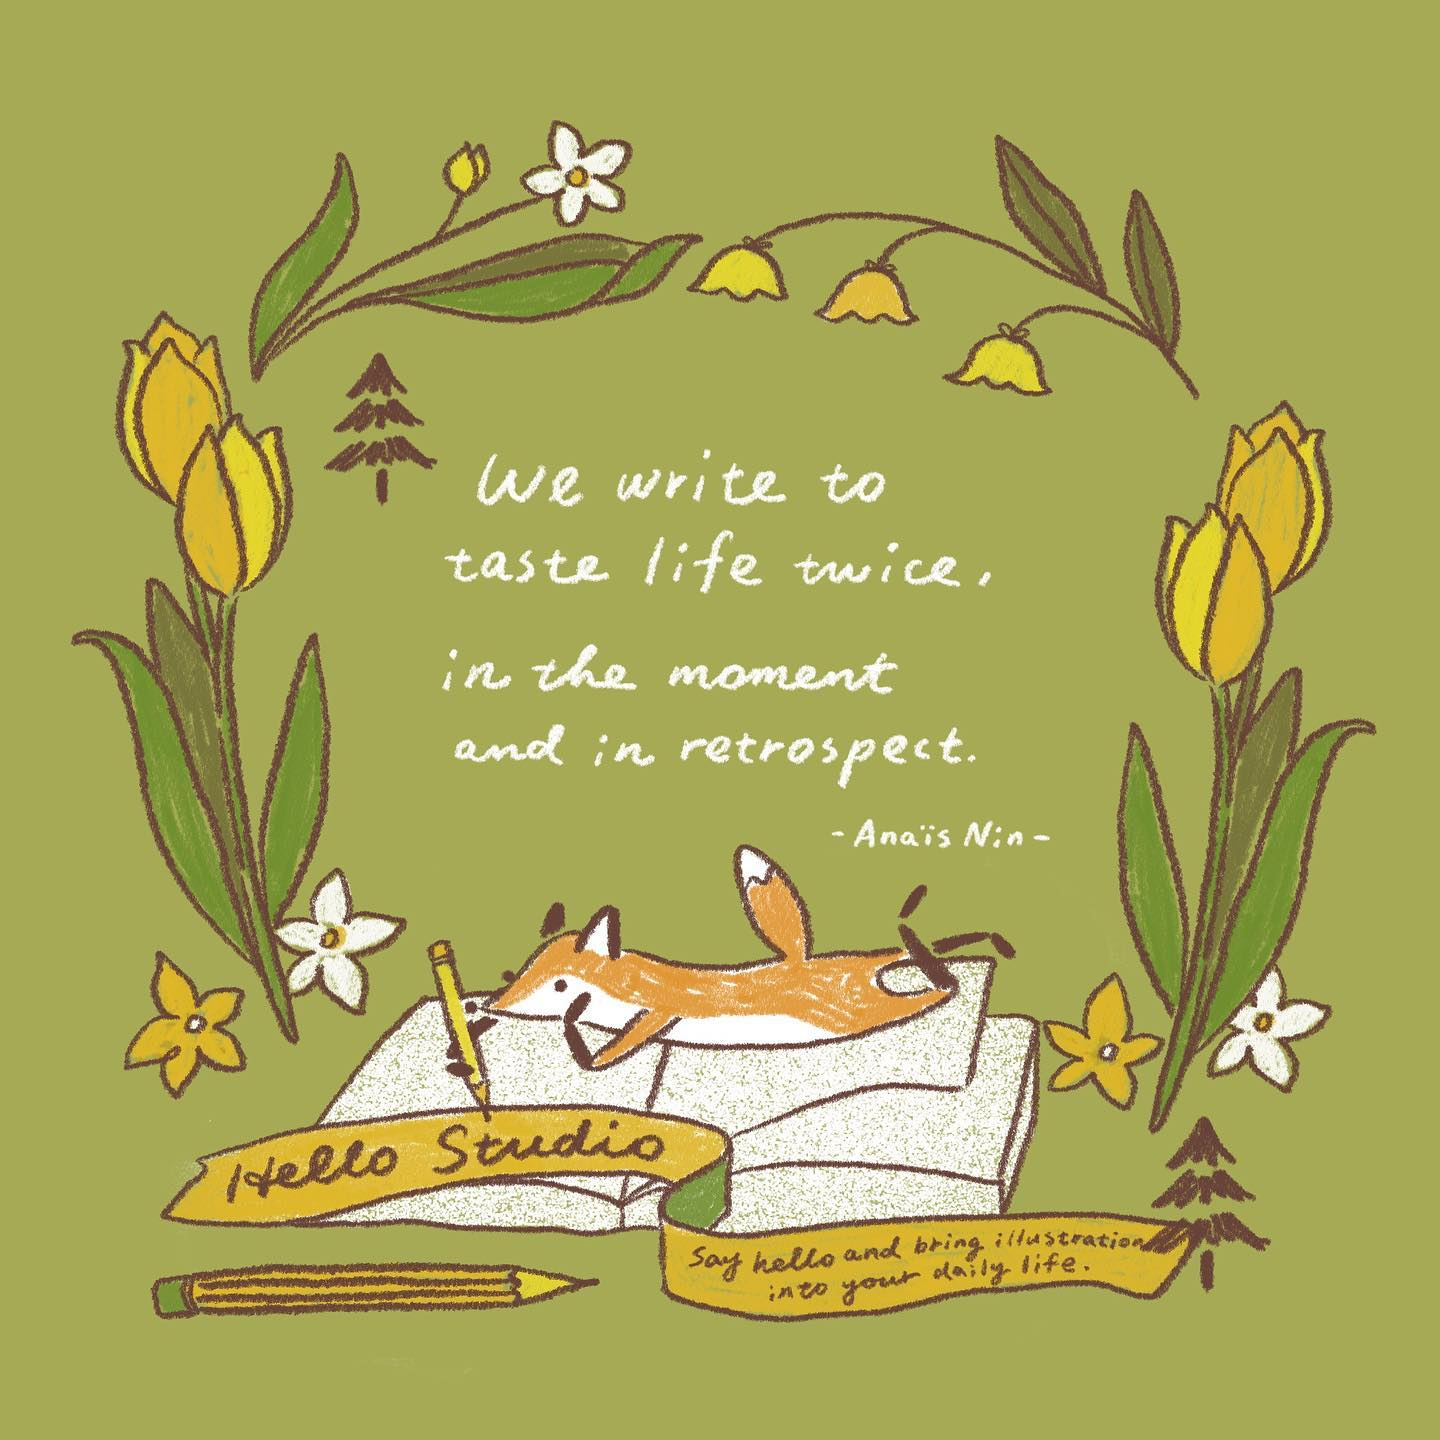 We write to
taste life twice,
in the moment
and in retrospect.
-Anaïs Nin-
Hello Studio
Say hello and bring illustration
into your daily life.